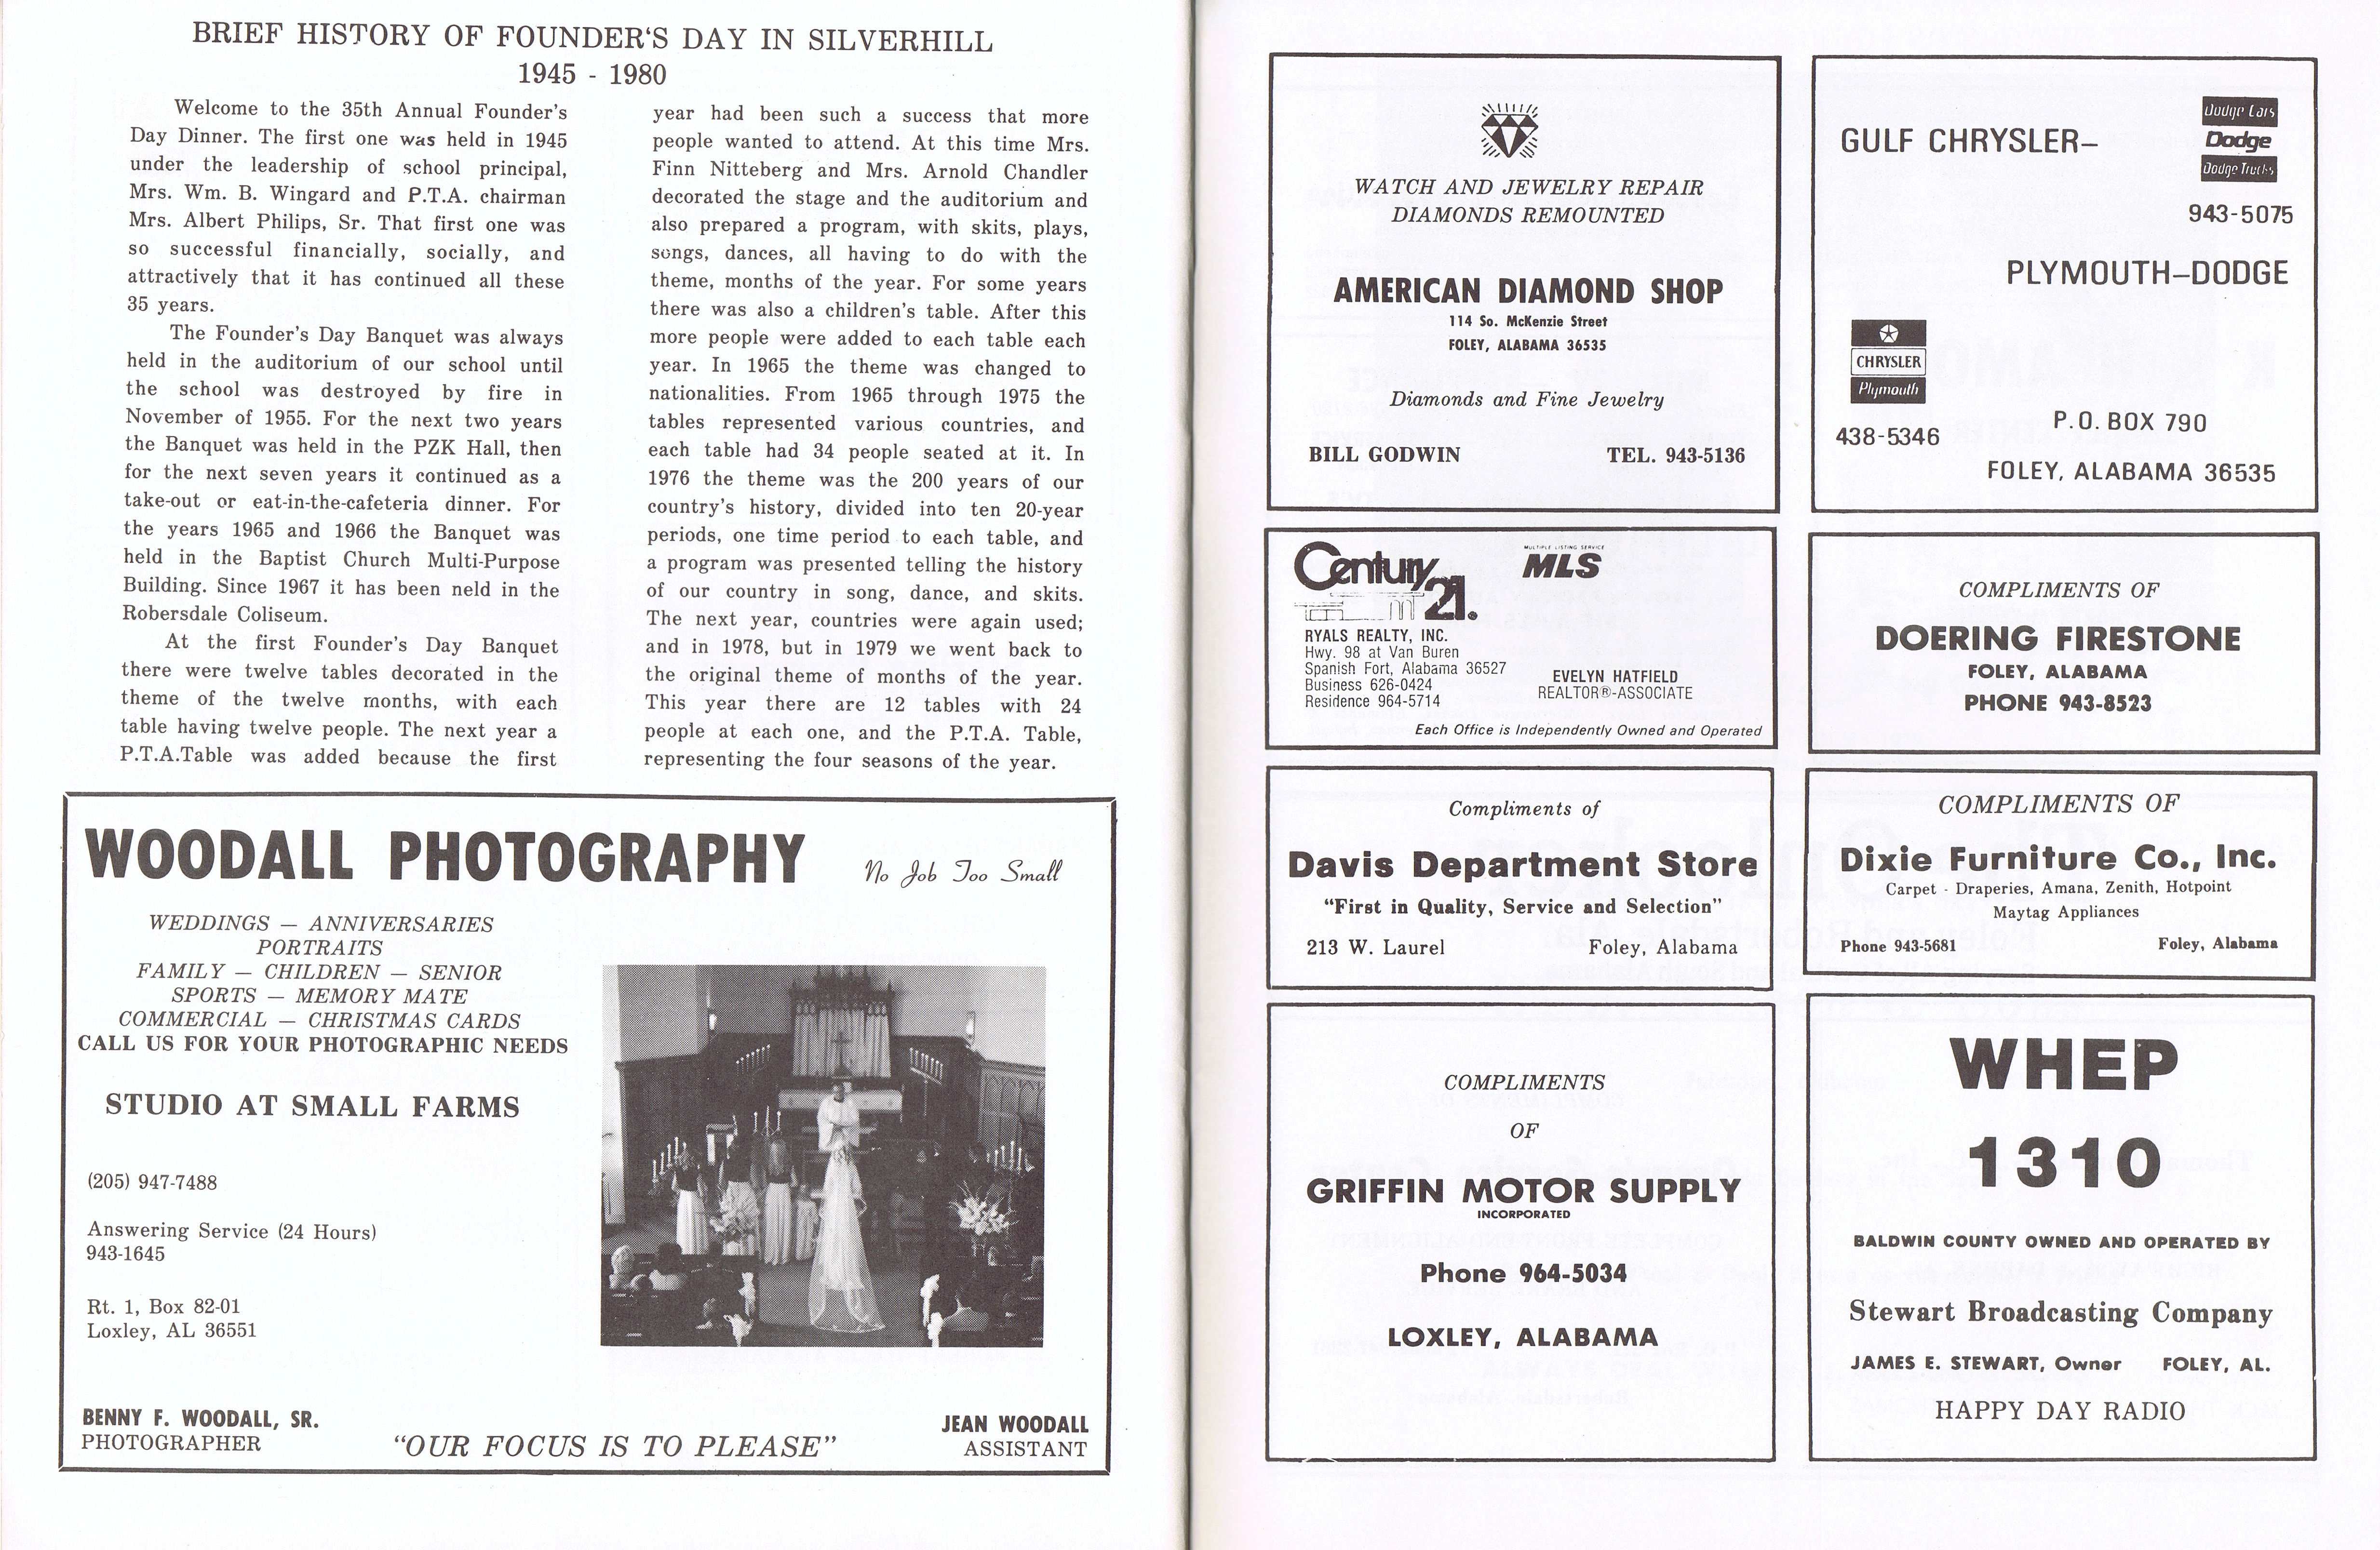 BRIEF HISTORY OF FOUNDER'S DAY IN SILVERHILL
1945 - 1980
Welcome to the 35th Annual Founder's
Day Dinner. The first one was held in 1945
under the leadership of school principal,
Mrs. Wm. B. Wingard and P.T.A. chairman
Mrs. Albert Philips, Sr. That first one was
so successful financially, socially, and
attractively that it has continued all these
35 years.
The Founder's Day Banquet was always
held in the auditorium of our school until
the school was destroyed by fire in
November of 1955. For the next two years
the Banquet was held in the PZK Hall, then
for the next seven years it continued as a
take-out or eat-in-the-cafeteria dinner. For
the years 1965 and 1966 the Banquet was
held in the Baptist Church Multi-Purpose
Building. Since 1967 it has been neld in the
Robersdale Coliseum.
At the first Founder's Day Banquet
there were twelve tables decorated in the
theme of the twelve months, with each
table having twelve people. The next year a
P.T.A.Table was added because the first
year had been such a success that more
people wanted to attend. At this time Mrs.
Finn Nitteberg and Mrs. Arnold Chandler
decorated the stage and the auditorium and
also prepared a program, with skits, plays,
songs, dances, all having to do with the
theme, months of the year. For some years
there was also a children's table. After this
more people were added to each table each
year. In 1965 the theme was changed to
nationalities. From 1965 through 1975 the
tables represented various countries, and
each table had 34 people seated at it. In
1976 the theme was the 200 years of our
country's history, divided into ten 20-year
periods, one time period to each table, and
a program was presented telling the history
of our country in song, dance, and skits.
The next year, countries were again used;
and in 1978, but in 1979 we went back to
the original theme of months of the year.
This year there are 12 tables with 24
people at each one, and the P.T.A. Table,
representing the four seasons of the year.
WOODALL PHOTOGRAPHY
No Job Too Small
WEDDINGS — ANNIVERSARIES
PORTRAITS
FAMILY — CHILDREN — SENIOR
SPORTS — MEMORY MATE
COMMERCIAL — CHRISTMAS CARDS
CALL US FOR YOUR PHOTOGRAPHIC NEEDS
STUDIO AT SMALL FARMS
(205) 947-7488
Answering Service (24 Hours)
943-1645
Rt. 1, Box 82-01
Loxley, AL 36551
BENNY F. WOODALL, SR.
PHOTOGRAPHER
"OUR FOCUS IS TO PLEASE"
JEAN WOODALL
ASSISTANT
WATCH AND JEWELRY REPAIR
DIAMONDS REMOUNTED
AMERICAN DIAMOND SHOP
114 So. McKenzie Street
FOLEY, ALABAMA 36535
Diamonds and Fine Jewelry
BILL GODWIN TEL. 943-5136
Dodge Cars
GULF CHRYSLER–
Dodge
Dodge Trucks
943-5075
PLYMOUTH–DODGE
CHRYSLER
Plymouth
438-5346
P.O. BOX 790
FOLEY, ALABAMA 36535
Century 21.
MULTIPLE LISTING SERVICE
MLS
RYALS REALTY, INC.
Hwy. 98 at Van Buren
Spanish Fort, Alabama 36527
Business 626-0424
Residence 964-5714
EVELYN HATFIELD
REALTOR®-ASSOCIATE
Each Office is Independently Owned and Operated
COMPLIMENTS OF
DOERING FIRESTONE
FOLEY, ALABAMA
PHONE 943-8523
Compliments of
Davis Department Store
"First in Quality, Service and Selection"
213 W. Laurel Foley, Alabama
COMPLIMENTS OF
Dixie Furniture Co., Inc.
Carpet - Draperies, Amana, Zenith, Hotpoint
Maytag Appliances
Phone 943-5681 Foley, Alabama
COMPLIMENTS
OF
GRIFFIN MOTOR SUPPLY
INCORPORATED
Phone 964-5034
LOXLEY, ALABAMA
WHEP
1310
BALDWIN COUNTY OWNED AND OPERATED BY
Stewart Broadcasting Company
JAMES E. STEWART, Owner FOLEY, AL.
HAPPY DAY RADIO